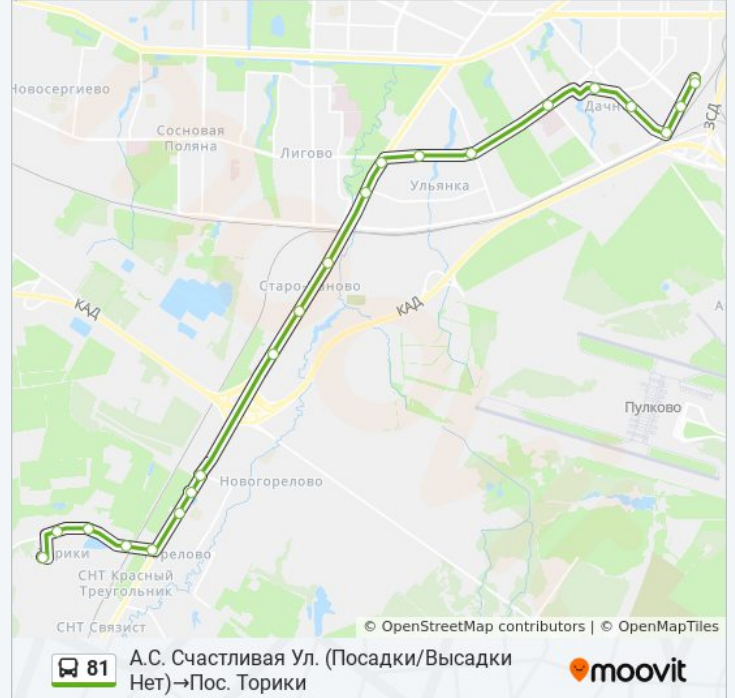 Новосергиево
Сосновая
Поляна
Лигово
Дачн
ЗСД
Ульянка
Старо-
ново
КАД
КАД
А
Пулково
Новогорелово
рики
релово
СНТ Красный
Треугольник
СНТ Связист
© OpenStreetMap contributors | © OpenMapTiles
81
А.С. Счастливая Ул. (Посадки/Высадки
Нет)→Пос. Торики
moovit